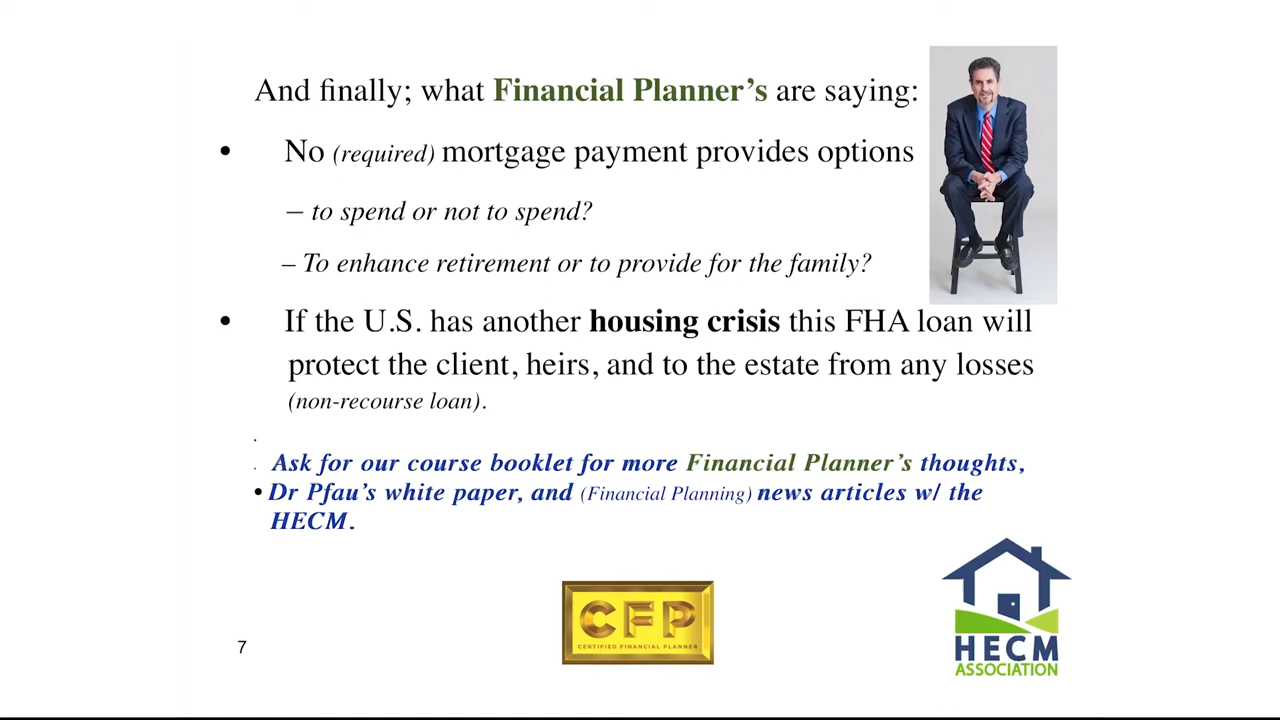 And finally; what Financial Planner's are saying:
• No (required) mortgage payment provides options
– to spend or not to spend?
– To enhance retirement or to provide for the family?
• If the U.S. has another housing crisis this FHA loan will
protect the client, heirs, and to the estate from any losses
(non-recourse loan).
Ask for our course booklet for more Financial Planner's thoughts,
• Dr Pfau's white paper, and (Financial Planning) news articles w/ the
HECM.
CFP
CERTIFIED FINANCIAL PLANNER
HECM
ASSOCIATION
7